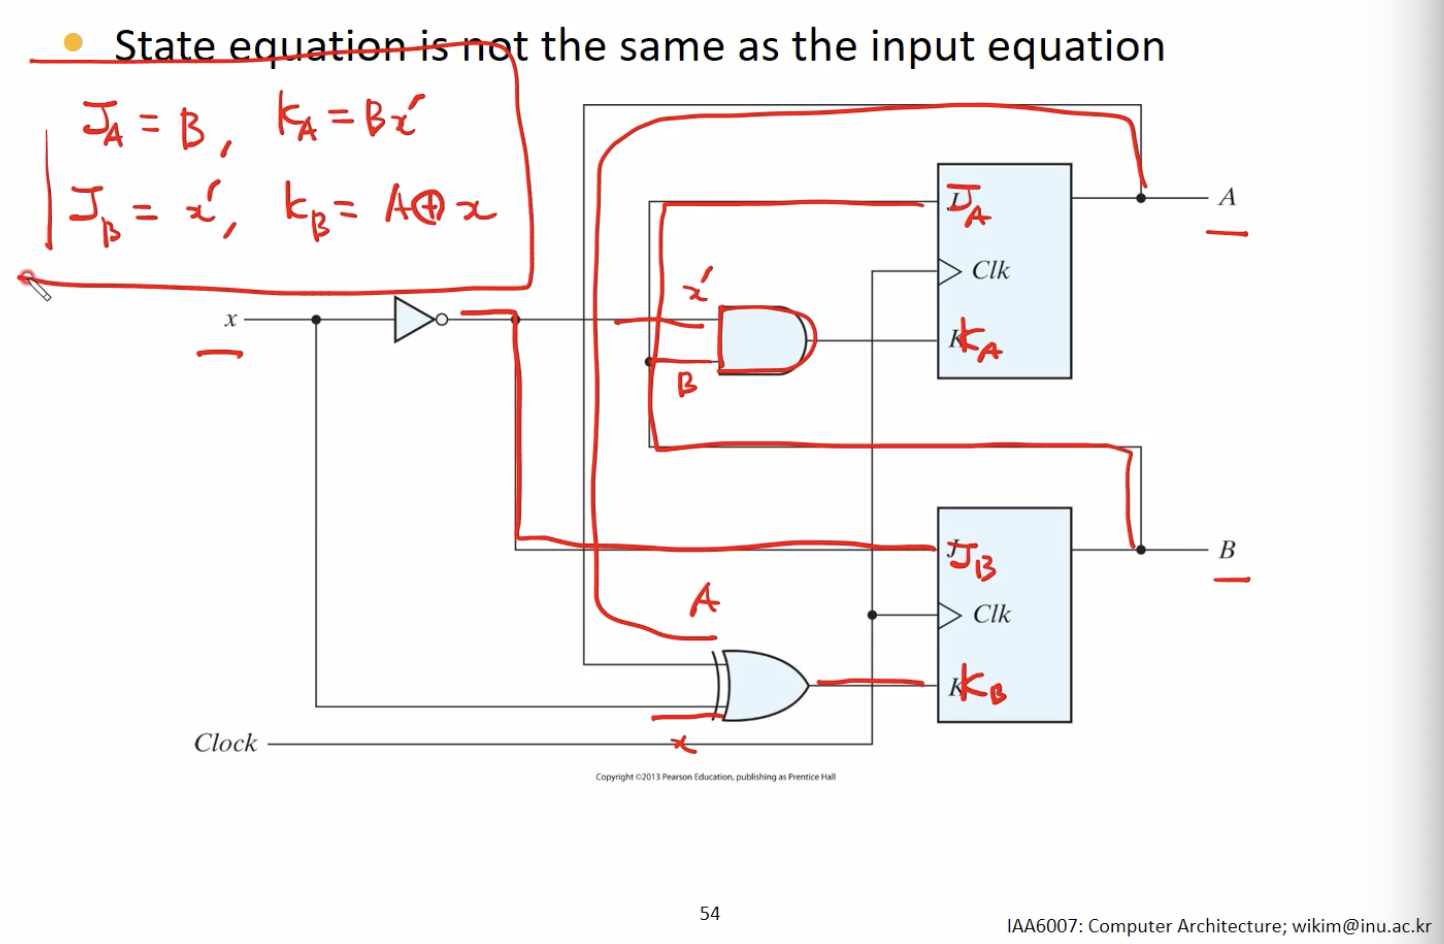 State equation is not the same as the input equation
J_A = B, K_A = Bx′
J_B = x′, K_B = A⊕x
J_A
A
x′
Clk
x
K_A
B
J_B
B
A
Clk
K_B
x
Clock
Copyright ©2013 Pearson Education, publishing as Prentice Hall
54
IAA6007: Computer Architecture; wikim@inu.ac.kr